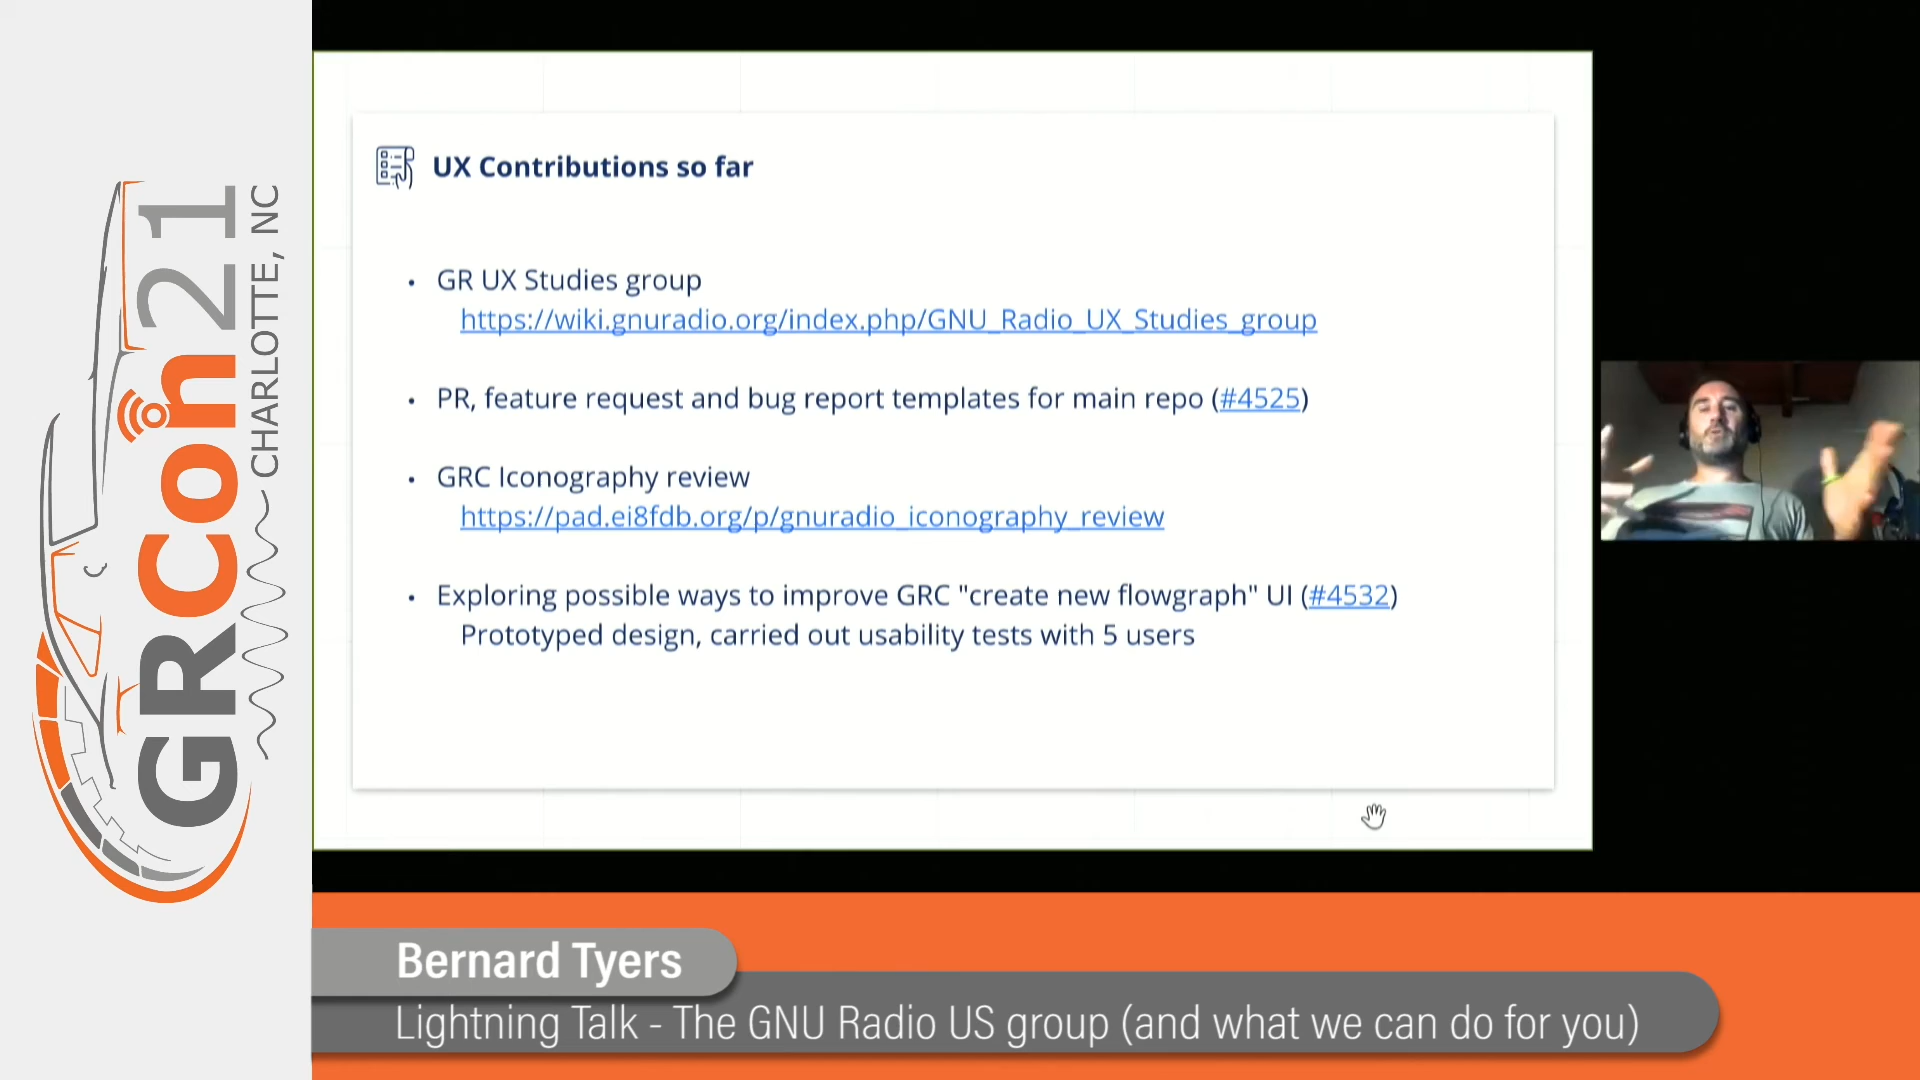 GRCon21
CHARLOTTE, NC
UX Contributions so far
• GR UX Studies group
https://wiki.gnuradio.org/index.php/GNU_Radio_UX_Studies_group
• PR, feature request and bug report templates for main repo (#4525)
• GRC Iconography review
https://pad.ei8fdb.org/p/gnuradio_iconography_review
• Exploring possible ways to improve GRC "create new flowgraph" UI (#4532)
Prototyped design, carried out usability tests with 5 users
Bernard Tyers
Lightning Talk - The GNU Radio US group (and what we can do for you)